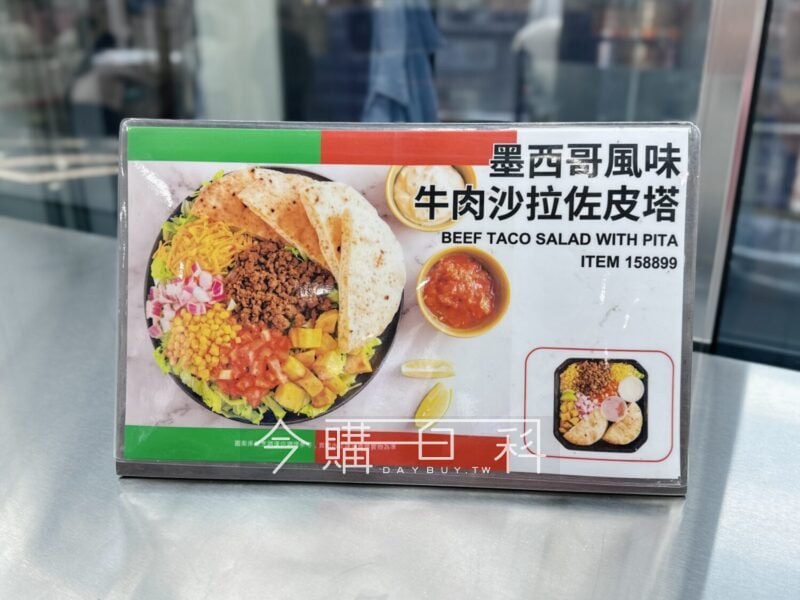 墨西哥風味
牛肉沙拉佐皮塔
BEEF TACO SALAD WITH PITA
ITEM 158899
今購百科
DAYBUY.TW